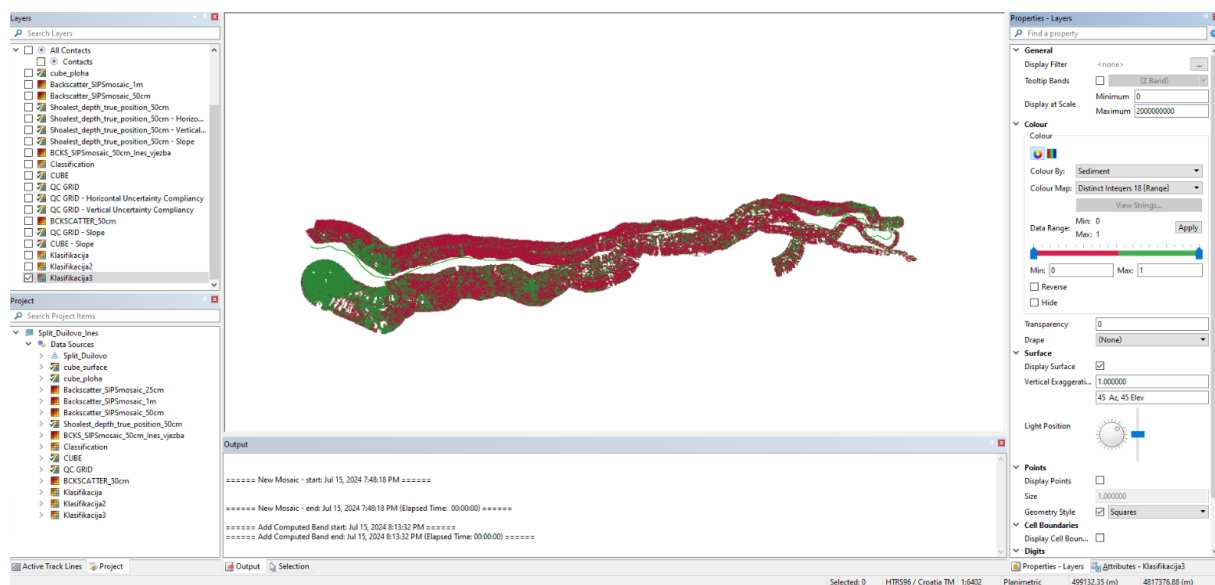 Layers
Search Layers
All Contacts
Contacts
cube_ploha
Backscatter_SIPSmosaic_1m
Backscatter_SIPSmosaic_50cm
Shoalest_depth_true_position_50cm
Shoalest_depth_true_position_50cm - Horizo...
Shoalest_depth_true_position_50cm - Vertical...
Shoalest_depth_true_position_50cm - Slope
BCKS_SIPSmosaic_50cm_Ines_vjezba
Classification
CUBE
QC GRID
QC GRID - Horizontal Uncertainty Compliancy
QC GRID - Vertical Uncertainty Compliancy
BCKSCATTER_50cm
QC GRID - Slope
CUBE - Slope
Klasifikacija
Klasifikacija2
Klasifikacija3
Project
Search Project Items
Split_Duilovo_Ines
Data Sources
Split_Duilovo
cube_surface
cube_ploha
Backscatter_SIPSmosaic_25cm
Backscatter_SIPSmosaic_1m
Backscatter_SIPSmosaic_50cm
Shoalest_depth_true_position_50cm
BCKS_SIPSmosaic_50cm_Ines_vjezba
Classification
CUBE
QC GRID
BCKSCATTER_50cm
Klasifikacija
Klasifikacija2
Klasifikacija3
Active Track Lines Project
Output
====== New Mosaic - start: Jul 15, 2024 7:48:18 PM ======
====== New Mosaic - end: Jul 15, 2024 7:48:18 PM (Elapsed Time: 00:00:00) ======
====== Add Computed Band start: Jul 15, 2024 8:13:32 PM ======
====== Add Computed Band end: Jul 15, 2024 8:13:32 PM (Elapsed Time: 00:00:00) ======
Output Selection
Properties - Layers
Find a property
General
Display Filter <none> ...
Tooltip Bands (Z Band)
Display at Scale
Minimum 0
Maximum 2000000000
Colour
Colour
Colour By: Sediment
Colour Map: Distinct Integers 18 [Range]
View Strings...
Data Range: Min: 0
Max: 1
Apply
Min: 0 Max: 1
Reverse
Hide
Transparency 0
Drape (None)
Surface
Display Surface
Vertical Exaggerati... 1.000000
45 Az, 45 Elev
Light Position
Points
Display Points
Size 1.000000
Geometry Style Squares
Cell Boundaries
Display Cell Boun...
Digits
Properties - Layers Attributes - Klasifikacija3
Selected: 0 HTRS96 / Croatia TM 1:6402 Planimetric 499132.35 (m) 4817376.88 (m)